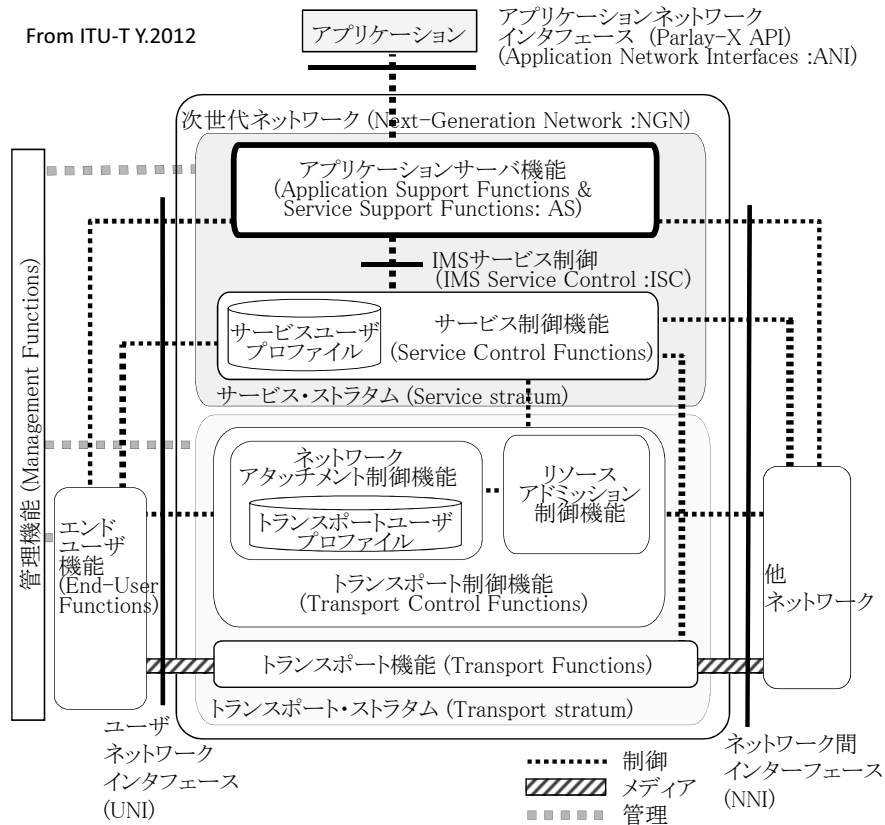 From ITU-T Y.2012
アプリケーション
アプリケーションネットワーク
インタフェース (Parlay-X API)
(Application Network Interfaces :ANI)
次世代ネットワーク (Next-Generation Network :NGN)
アプリケーションサーバ機能
(Application Support Functions &
Service Support Functions: AS)
IMSサービス制御
(IMS Service Control :ISC)
サービスユーザ
プロファイル
サービス制御機能
(Service Control Functions)
サービス・ストラタム (Service stratum)
管理機能 (Management Functions)
ネットワーク
アタッチメント制御機能
トランスポートユーザ
プロファイル
リソース
アドミッション
制御機能
トランスポート制御機能
(Transport Control Functions)
エンド
ユーザ
機能
(End-User
Functions)
他
ネットワーク
トランスポート機能 (Transport Functions)
トランスポート・ストラタム (Transport stratum)
ユーザ
ネットワーク
インタフェース
(UNI)
制御
メディア
管理
ネットワーク間
インターフェース
(NNI)